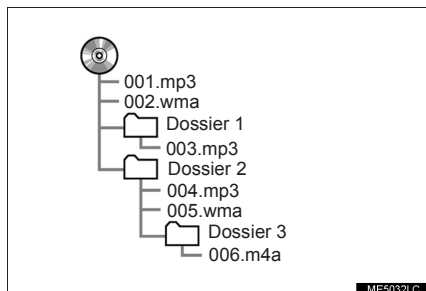 001.mp3
002.wma
Dossier 1
003.mp3
Dossier 2
004.mp3
005.wma
Dossier 3
006.m4a
ME5032LC